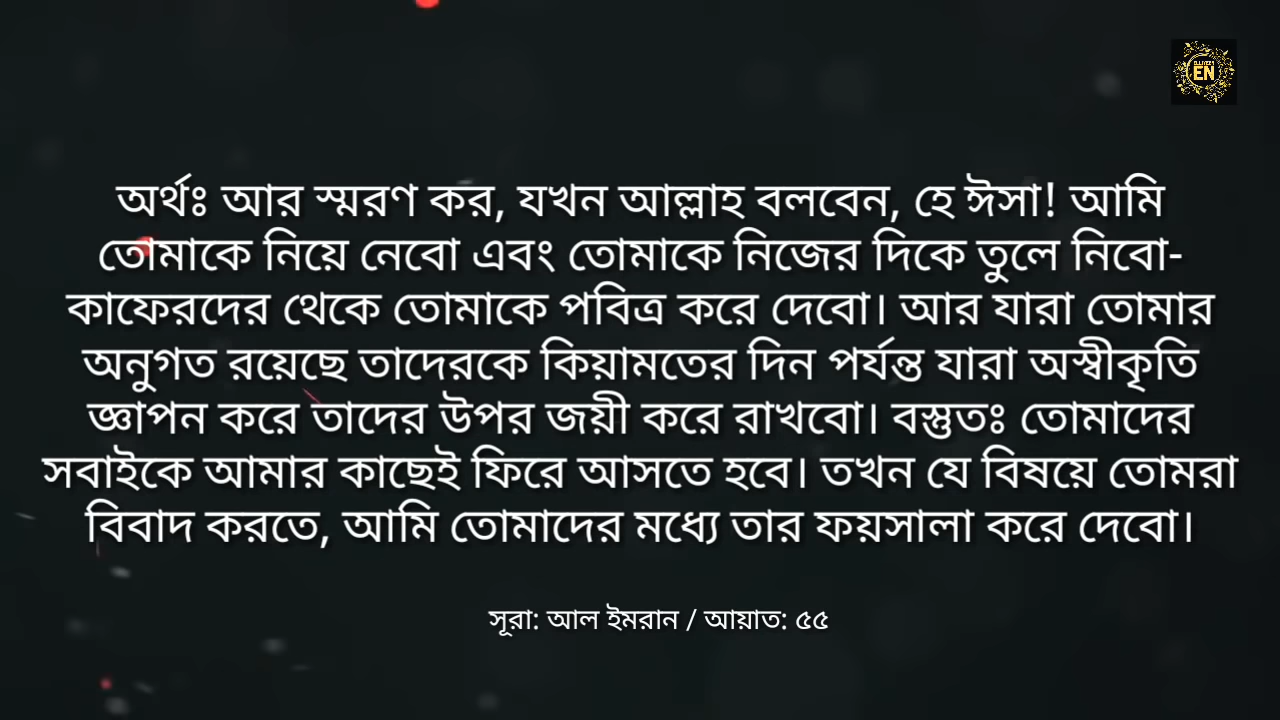 অর্থঃ আর স্মরণ কর, যখন আল্লাহ বলবেন, হে ঈসা! আমি
তোমাকে নিয়ে নেবো এবং তোমাকে নিজের দিকে তুলে নিবো-
কাফেরদের থেকে তোমাকে পবিত্র করে দেবো। আর যারা তোমার
অনুগত রয়েছে তাদেরকে কিয়ামতের দিন পর্যন্ত যারা অস্বীকৃতি
জ্ঞাপন করে তাদের উপর জয়ী করে রাখবো। বস্তুতঃ তোমাদের
সবাইকে আমার কাছেই ফিরে আসতে হবে। তখন যে বিষয়ে তোমরা
বিবাদ করতে, আমি তোমাদের মধ্যে তার ফয়সালা করে দেবো।
সূরা: আল ইমরান / আয়াত: ৫৫
EN